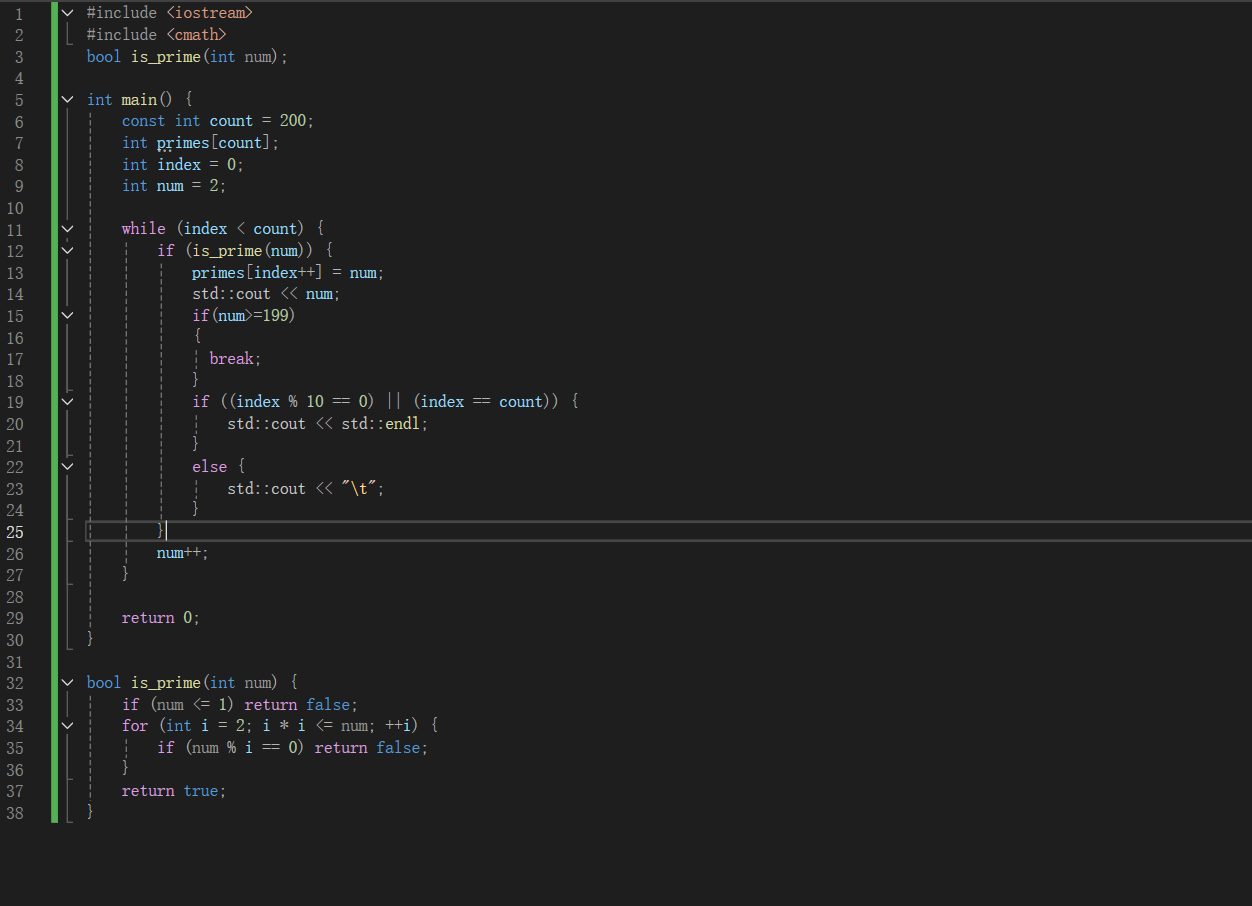 1 #include <iostream>
2 #include <cmath>
3 bool is_prime(int num);
4
5 int main() {
6     const int count = 200;
7     int primes[count];
8     int index = 0;
9     int num = 2;
10
11     while (index < count) {
12         if (is_prime(num)) {
13             primes[index++] = num;
14             std::cout << num;
15             if(num>=199)
16             {
17               break;
18             }
19             if ((index % 10 == 0) || (index == count)) {
20                 std::cout << std::endl;
21             }
22             else {
23                 std::cout << "\t";
24             }
25         }
26         num++;
27     }
28
29     return 0;
30 }
31
32 bool is_prime(int num) {
33     if (num <= 1) return false;
34     for (int i = 2; i * i <= num; ++i) {
35         if (num % i == 0) return false;
36     }
37     return true;
38 }